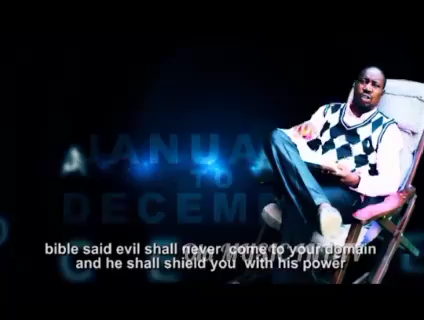 JANUA
TO
DECEM
bible said evil shall never come to your domain
and he shall shield you with his power